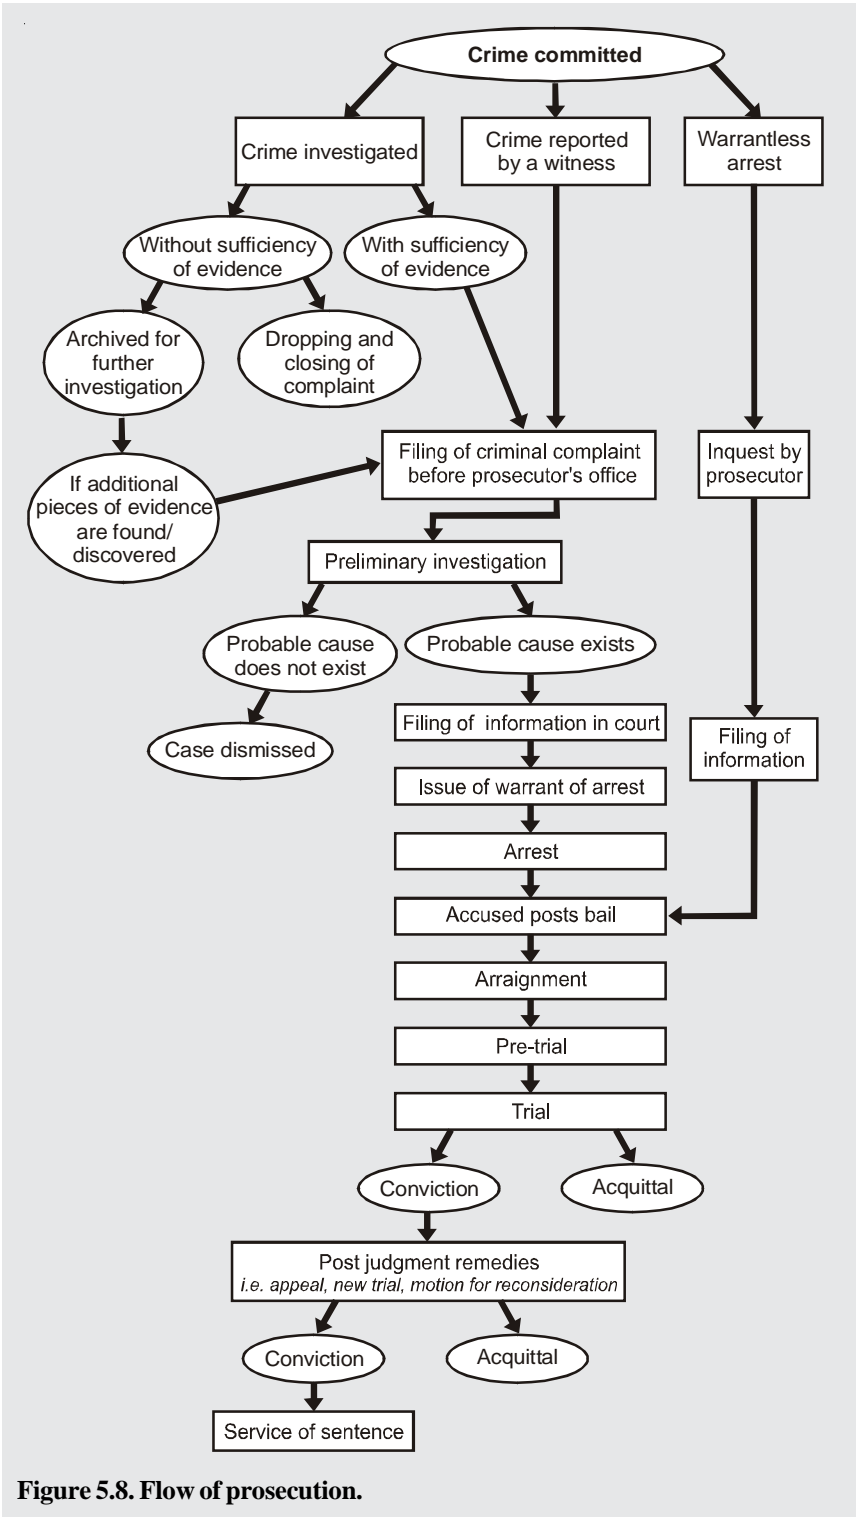 Crime committed
Crime investigated
Crime reported
by a witness
Warrantless
arrest
Without sufficiency
of evidence
With sufficiency
of evidence
Archived for
further
investigation
Dropping and
closing of
complaint
If additional
pieces of evidence
are found/
discovered
Filing of criminal complaint
before prosecutor's office
Inquest by
prosecutor
Preliminary investigation
Probable cause
does not exist
Probable cause exists
Case dismissed
Filing of information in court
Filing of
information
Issue of warrant of arrest
Arrest
Accused posts bail
Arraignment
Pre-trial
Trial
Conviction
Acquittal
Post judgment remedies
i.e. appeal, new trial, motion for reconsideration
Conviction
Acquittal
Service of sentence
Figure 5.8. Flow of prosecution.